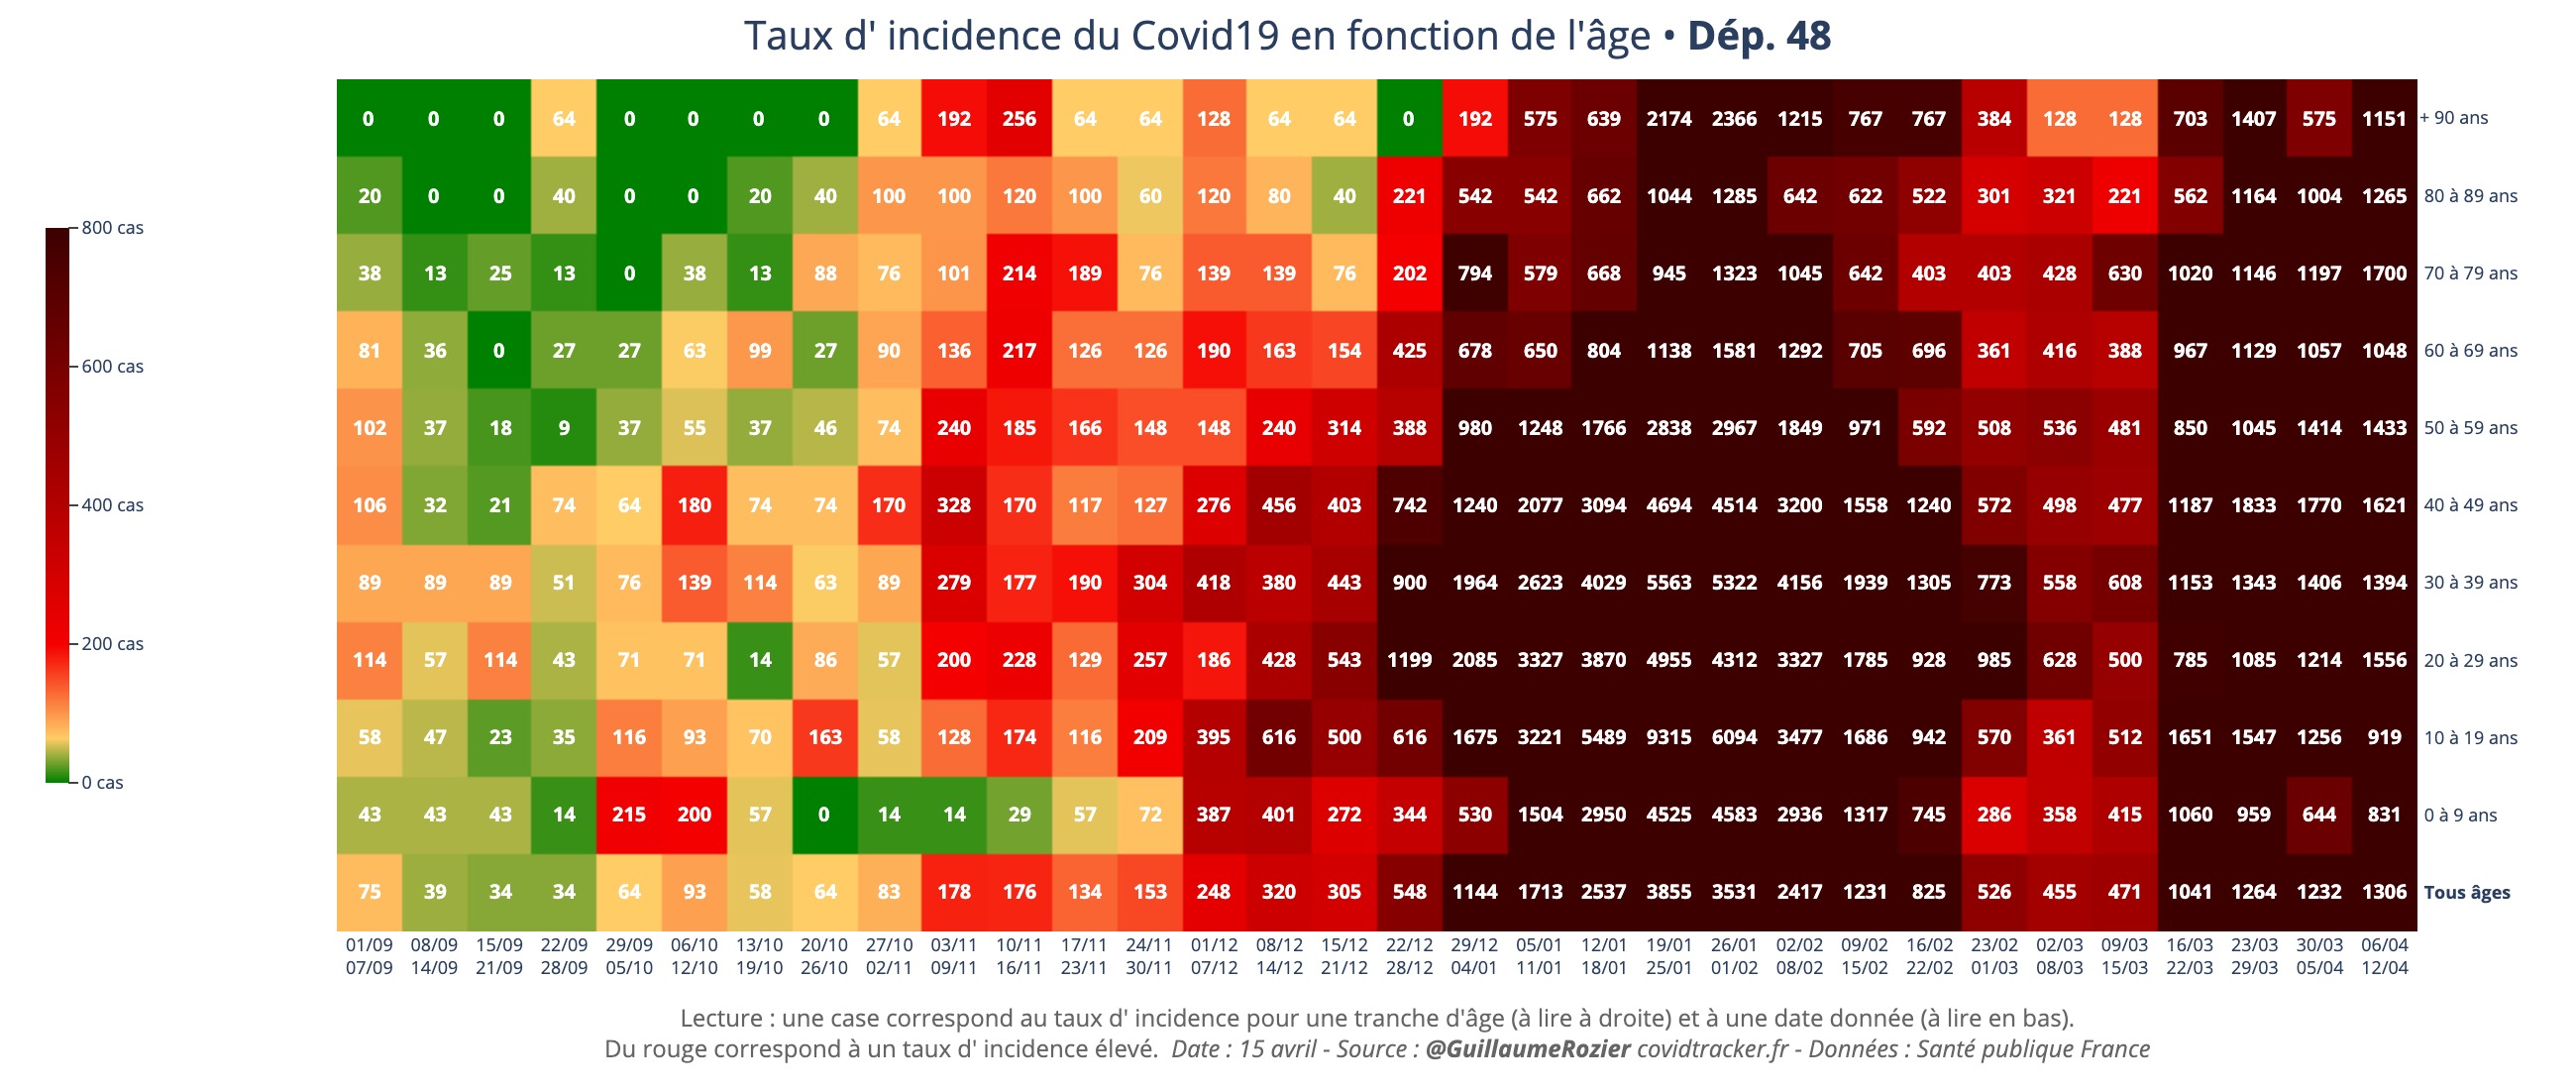 Taux d' incidence du Covid19 en fonction de l'âge • Dép. 48
0 0 0 64 0 0 0 0 64 192 256 64 64 128 64 64 0 192 575 639 2174 2366 1215 767 767 384 128 128 703 1407 575 1151 + 90 ans
20 0 0 40 0 0 20 40 100 100 120 100 60 120 80 40 221 542 542 662 1044 1285 642 622 522 301 321 221 562 1164 1004 1265 80 à 89 ans
800 cas
38 13 25 13 0 38 13 88 76 101 214 189 76 139 139 76 202 794 579 668 945 1323 1045 642 403 403 428 630 1020 1146 1197 1700 70 à 79 ans
81 36 0 27 27 63 99 27 90 136 217 126 126 190 163 154 425 678 650 804 1138 1581 1292 705 696 361 416 388 967 1129 1057 1048 60 à 69 ans
600 cas
102 37 18 9 37 55 37 46 74 240 185 166 148 148 240 314 388 980 1248 1766 2838 2967 1849 971 592 508 536 481 850 1045 1414 1433 50 à 59 ans
400 cas
106 32 21 74 64 180 74 74 170 328 170 117 127 276 456 403 742 1240 2077 3094 4694 4514 3200 1558 1240 572 498 477 1187 1833 1770 1621 40 à 49 ans
89 89 89 51 76 139 114 63 89 279 177 190 304 418 380 443 900 1964 2623 4029 5563 5322 4156 1939 1305 773 558 608 1153 1343 1406 1394 30 à 39 ans
200 cas
114 57 114 43 71 71 14 86 57 200 228 129 257 186 428 543 1199 2085 3327 3870 4955 4312 3327 1785 928 985 628 500 785 1085 1214 1556 20 à 29 ans
58 47 23 35 116 93 70 163 58 128 174 116 209 395 616 500 616 1675 3221 5489 9315 6094 3477 1686 942 570 361 512 1651 1547 1256 919 10 à 19 ans
0 cas
43 43 43 14 215 200 57 0 14 14 29 57 72 387 401 272 344 530 1504 2950 4525 4583 2936 1317 745 286 358 415 1060 959 644 831 0 à 9 ans
75 39 34 34 64 93 58 64 83 178 176 134 153 248 320 305 548 1144 1713 2537 3855 3531 2417 1231 825 526 455 471 1041 1264 1232 1306 Tous âges
01/09 08/09 15/09 22/09 29/09 06/10 13/10 20/10 27/10 03/11 10/11 17/11 24/11 01/12 08/12 15/12 22/12 29/12 05/01 12/01 19/01 26/01 02/02 09/02 16/02 23/02 02/03 09/03 16/03 23/03 30/03 06/04
07/09 14/09 21/09 28/09 05/10 12/10 19/10 26/10 02/11 09/11 16/11 23/11 30/11 07/12 14/12 21/12 28/12 04/01 11/01 18/01 25/01 01/02 08/02 15/02 22/02 01/03 08/03 15/03 22/03 29/03 05/04 12/04
Lecture : une case correspond au taux d' incidence pour une tranche d'âge (à lire à droite) et à une date donnée (à lire en bas).
Du rouge correspond à un taux d' incidence élevé. Date : 15 avril - Source : @GuillaumeRozier covidtracker.fr - Données : Santé publique France